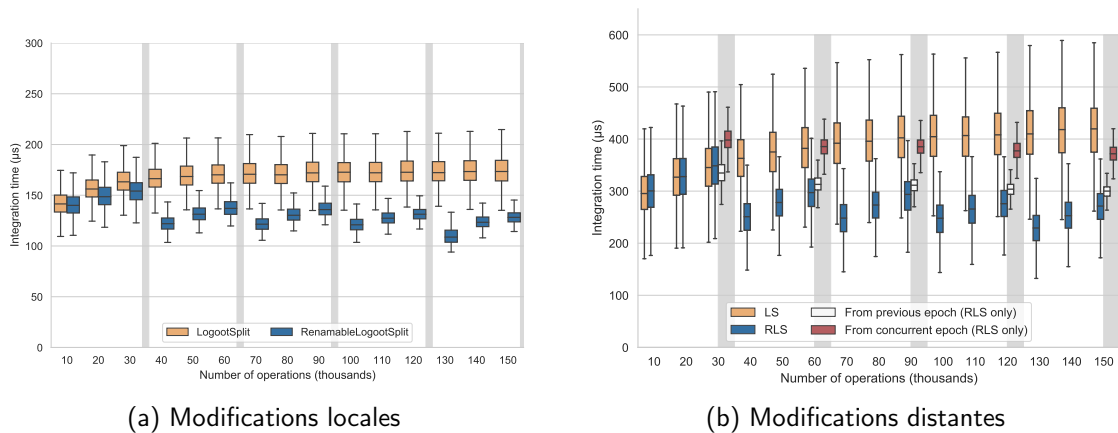 300
250
200
150
100
50
0
Integration time (µs)
LogootSplit
RenamableLogootSplit
10 20 30 40 50 60 70 80 90 100 110 120 130 140 150
Number of operations (thousands)
(a) Modifications locales
600
500
400
300
200
100
0
Integration time (µs)
LS
RLS
From previous epoch (RLS only)
From concurrent epoch (RLS only)
10 20 30 40 50 60 70 80 90 100 110 120 130 140 150
Number of operations (thousands)
(b) Modifications distantes